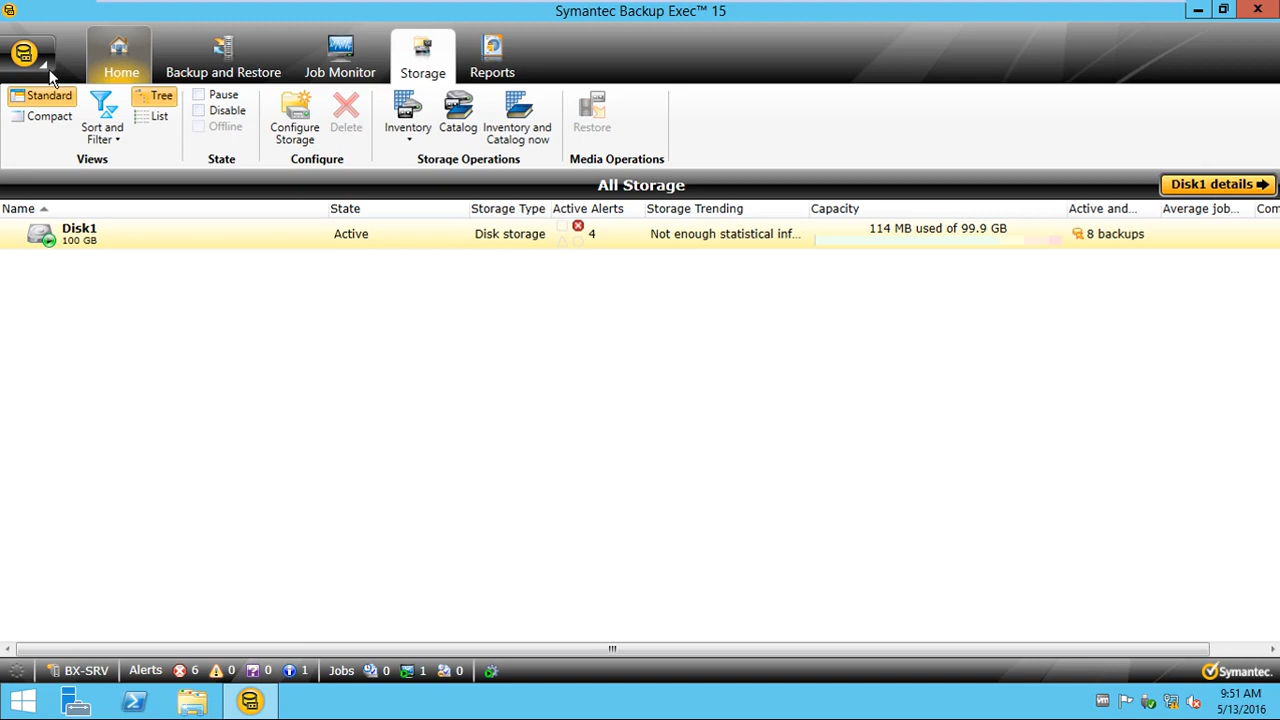 Symantec Backup Exec™ 15
Home
Backup and Restore
Job Monitor
Storage
Reports
Standard
Compact
Sort and
Filter
Tree
List
Views
Pause
Disable
Offline
State
Configure
Storage
Delete
Configure
Inventory
Catalog
Inventory and
Catalog now
Storage Operations
Restore
Media Operations
All Storage
Disk1 details
Name State Storage Type Active Alerts Storage Trending Capacity Active and... Average job... Com
Disk1
100 GB
Active
Disk storage
4
Not enough statistical inf...
114 MB used of 99.9 GB
8 backups
BX-SRV Alerts 6 0 0 1 Jobs 0 1 0
Symantec.
9:51 AM
5/13/2016